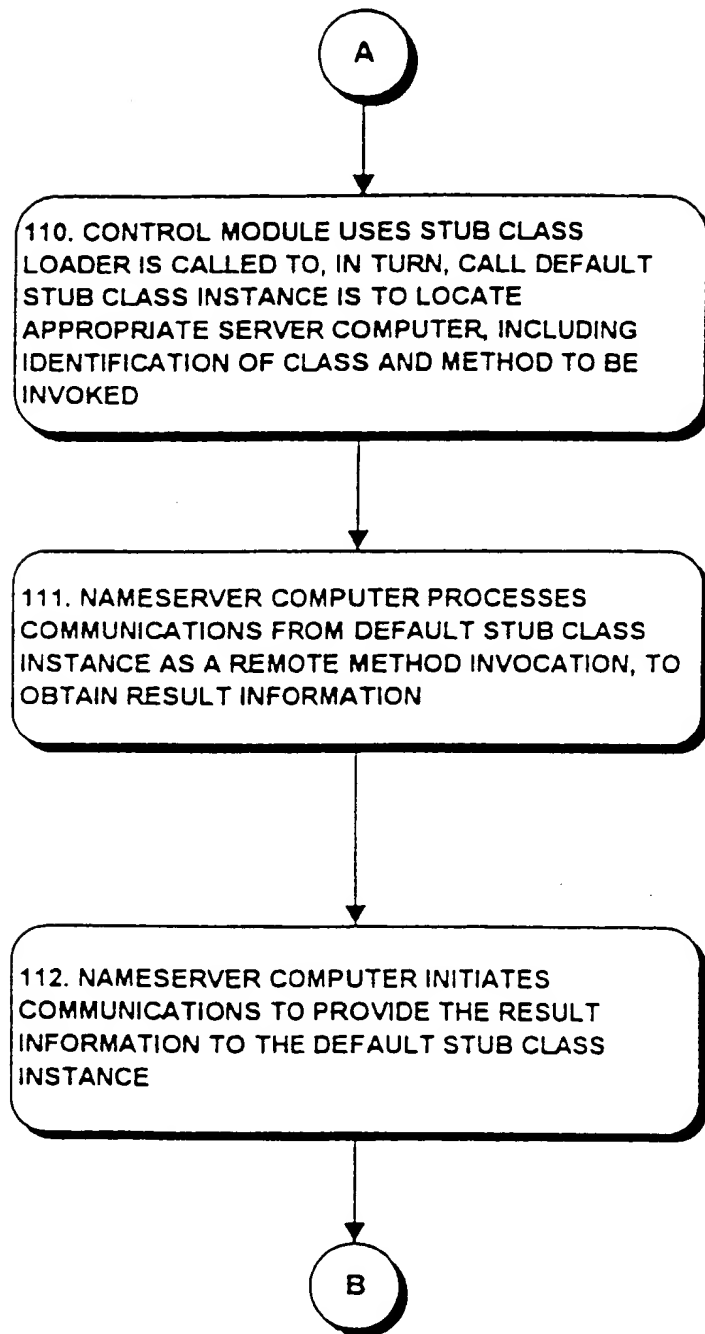 A
110. CONTROL MODULE USES STUB CLASS
LOADER IS CALLED TO, IN TURN, CALL DEFAULT
STUB CLASS INSTANCE IS TO LOCATE
APPROPRIATE SERVER COMPUTER, INCLUDING
IDENTIFICATION OF CLASS AND METHOD TO BE
INVOKED
111. NAMESERVER COMPUTER PROCESSES
COMMUNICATIONS FROM DEFAULT STUB CLASS
INSTANCE AS A REMOTE METHOD INVOCATION, TO
OBTAIN RESULT INFORMATION
112. NAMESERVER COMPUTER INITIATES
COMMUNICATIONS TO PROVIDE THE RESULT
INFORMATION TO THE DEFAULT STUB CLASS
INSTANCE
B